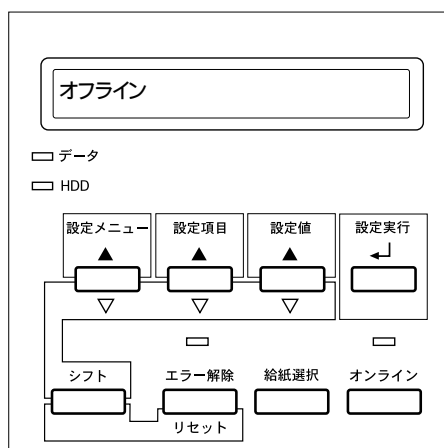 オフライン
データ
HDD
設定メニュー 設定項目 設定値 設定実行
▲ ▲ ▲ ↵
▽ ▽ ▽
シフト エラー解除 給紙選択 オンライン
リセット